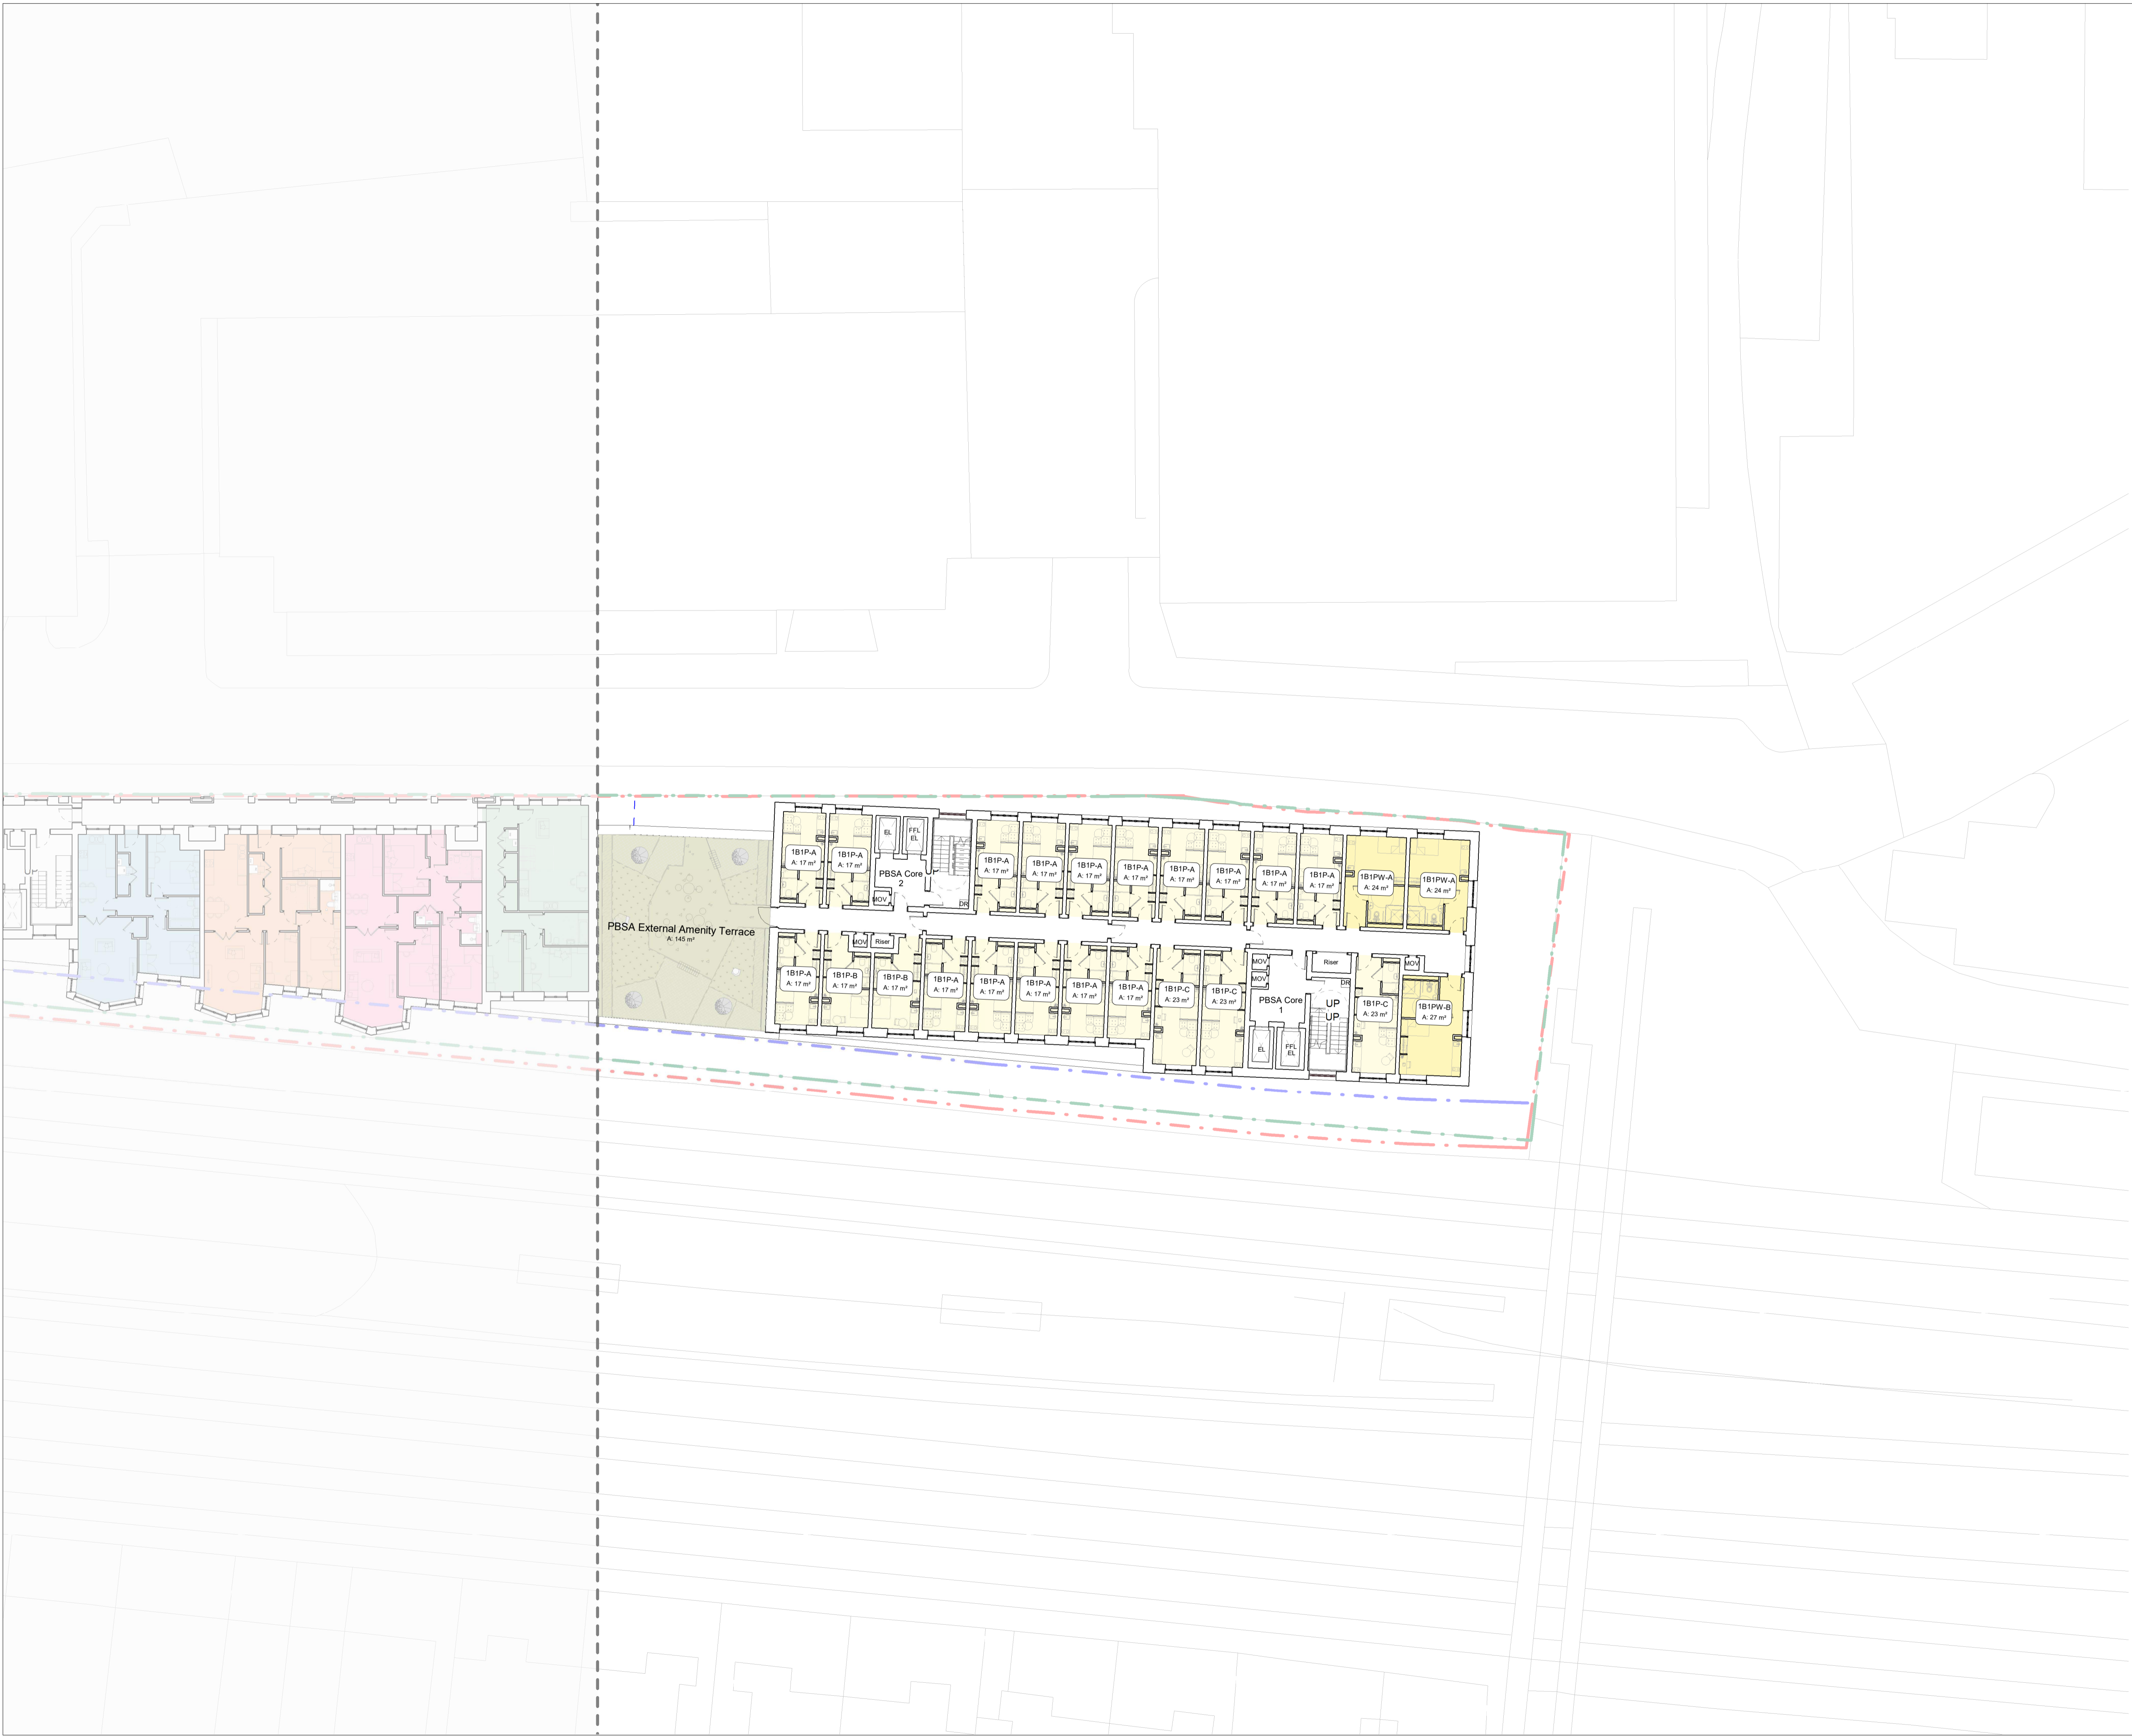 1B1P-A
A: 17 m²
1B1P-A
A: 17 m²
EL
FFL
EL
PBSA Core
2
MOV
DR
1B1P-A
A: 17 m²
1B1P-A
A: 17 m²
1B1P-A
A: 17 m²
1B1P-A
A: 17 m²
1B1P-A
A: 17 m²
1B1P-A
A: 17 m²
1B1P-A
A: 17 m²
1B1P-A
A: 17 m²
1B1PW-A
A: 24 m²
1B1PW-A
A: 24 m²
PBSA External Amenity Terrace
A: 145 m²
1B1P-A
A: 17 m²
1B1P-B
A: 17 m²
MOV
Riser
1B1P-B
A: 17 m²
1B1P-A
A: 17 m²
1B1P-A
A: 17 m²
1B1P-A
A: 17 m²
1B1P-A
A: 17 m²
1B1P-A
A: 17 m²
1B1P-C
A: 23 m²
1B1P-C
A: 23 m²
MOV
MOV
Riser
DR
PBSA Core
1
UP
UP
EL
FFL
EL
1B1P-C
A: 23 m²
MOV
1B1PW-B
A: 27 m²